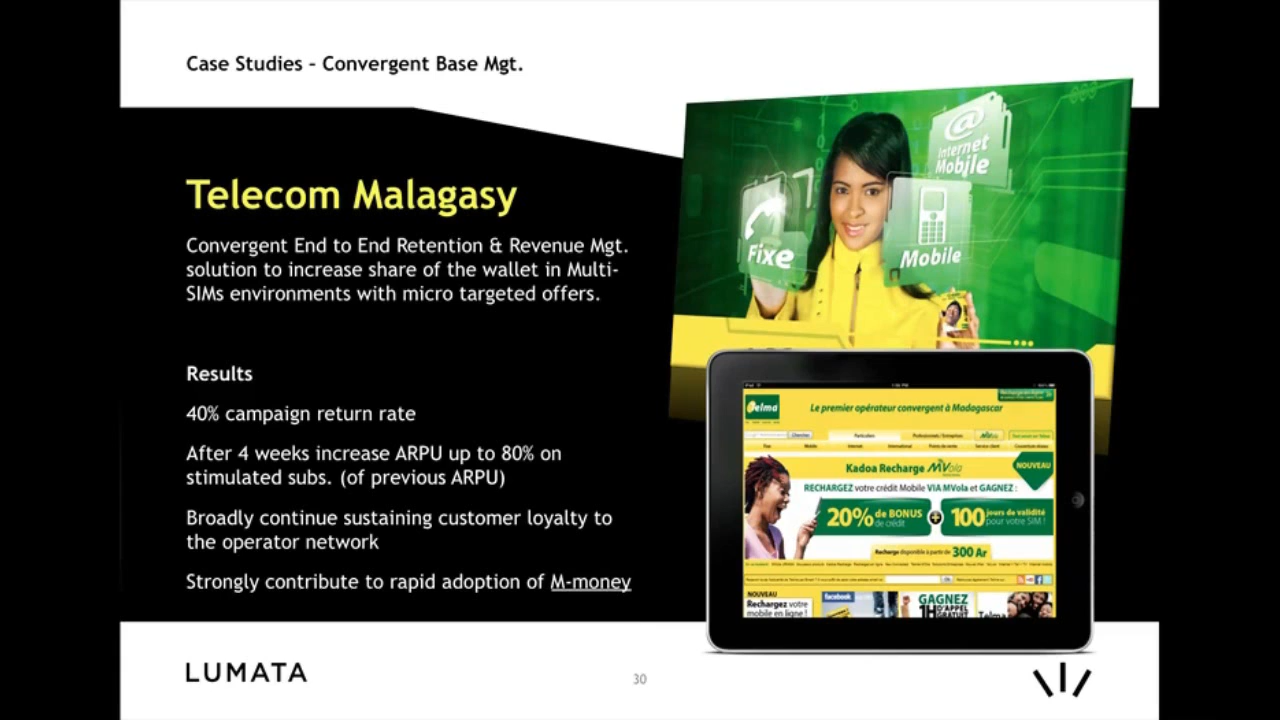 Case Studies – Convergent Base Mgt.
Telecom Malagasy
Convergent End to End Retention & Revenue Mgt.
solution to increase share of the wallet in Multi-
SIMs environments with micro targeted offers.
Results
40% campaign return rate
After 4 weeks increase ARPU up to 80% on
stimulated subs. (of previous ARPU)
Broadly continue sustaining customer loyalty to
the operator network
Strongly contribute to rapid adoption of M-money
@
Internet
Mobile
Fixe
Mobile
Telma
Le premier opérateur convergent à Madagascar
Kadoa Recharge MVola
NOUVEAU
RECHARGEZ votre crédit Mobile VIA MVola et GAGNEZ :
20% de BONUS
de crédit
+
100 jours de validité
pour votre SIM !
Recharge disponible à partir de 300 Ar
NOUVEAU
Rechargez votre
mobile en ligne !
facebook
GAGNEZ
1H D'APPEL
GRATUIT
Telma
LUMATA
30